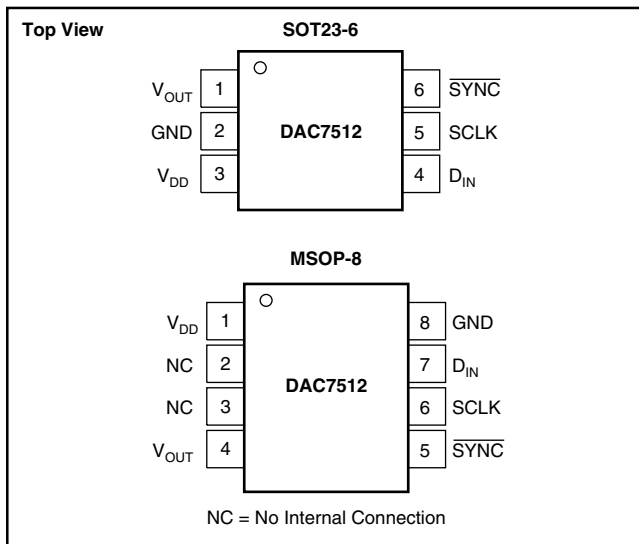 Top View
SOT23-6
V_OUT 1
GND 2
V_DD 3
DAC7512
6 S̅Y̅N̅C̅
5 SCLK
4 D_IN
MSOP-8
V_DD 1
NC 2
NC 3
V_OUT 4
DAC7512
8 GND
7 D_IN
6 SCLK
5 S̅Y̅N̅C̅
NC = No Internal Connection